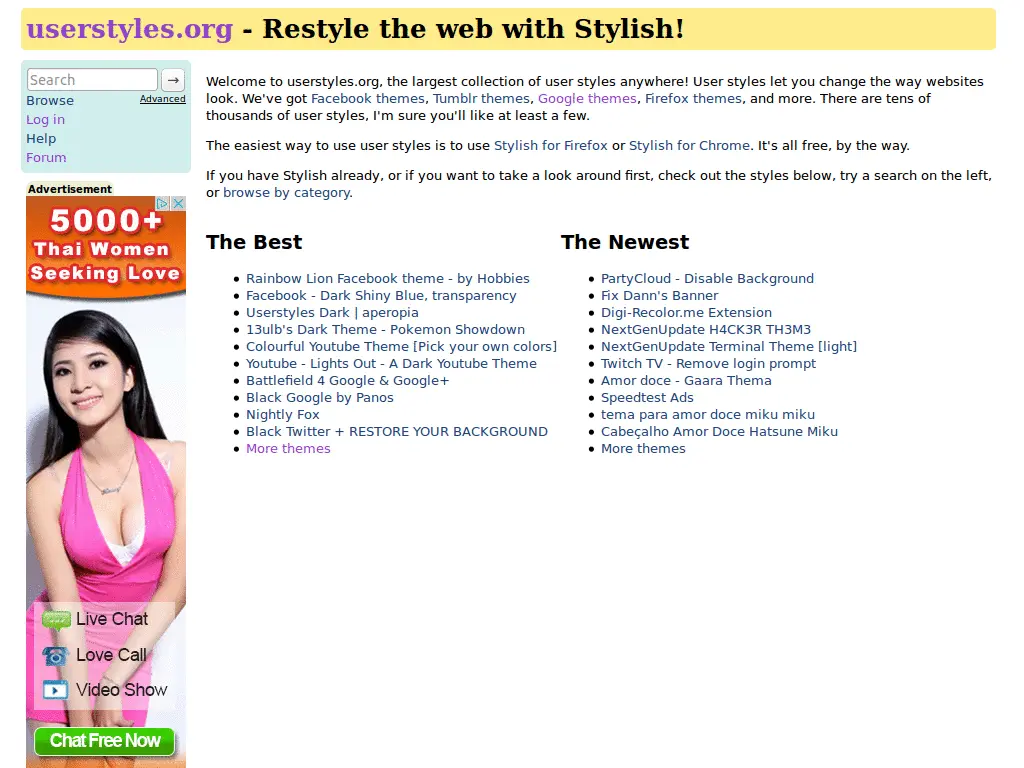 userstyles.org - Restyle the web with Stylish!
Search →
Browse Advanced
Log in
Help
Forum
Advertisement
5000+
Thai Women
Seeking Love
Live Chat
Love Call
Video Show
Chat Free Now
Welcome to userstyles.org, the largest collection of user styles anywhere! User styles let you change the way websites
look. We've got Facebook themes, Tumblr themes, Google themes, Firefox themes, and more. There are tens of
thousands of user styles, I'm sure you'll like at least a few.
The easiest way to use user styles is to use Stylish for Firefox or Stylish for Chrome. It's all free, by the way.
If you have Stylish already, or if you want to take a look around first, check out the styles below, try a search on the left,
or browse by category.
The Best
• Rainbow Lion Facebook theme - by Hobbies
• Facebook - Dark Shiny Blue, transparency
• Userstyles Dark | aperopia
• 13ulb's Dark Theme - Pokemon Showdown
• Colourful Youtube Theme [Pick your own colors]
• Youtube - Lights Out - A Dark Youtube Theme
• Battlefield 4 Google & Google+
• Black Google by Panos
• Nightly Fox
• Black Twitter + RESTORE YOUR BACKGROUND
• More themes
The Newest
• PartyCloud - Disable Background
• Fix Dann's Banner
• Digi-Recolor.me Extension
• NextGenUpdate H4CK3R TH3M3
• NextGenUpdate Terminal Theme [light]
• Twitch TV - Remove login prompt
• Amor doce - Gaara Thema
• Speedtest Ads
• tema para amor doce miku miku
• Cabeçalho Amor Doce Hatsune Miku
• More themes